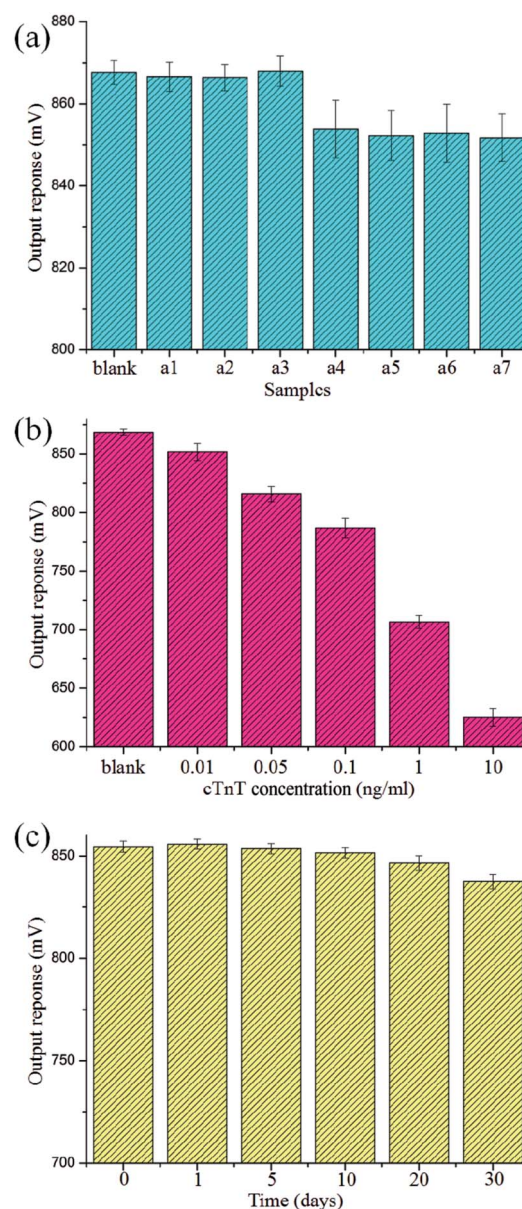 (a)
Output reponse (mV)
880
860
840
820
800
blank a1 a2 a3 a4 a5 a6 a7
Samples
(b)
Output reponse (mV)
850
800
750
700
650
600
blank 0.01 0.05 0.1 1 10
cTnT concentration (ng/ml)
(c)
Output reponse (mV)
850
800
750
700
0 1 5 10 20 30
Time (days)